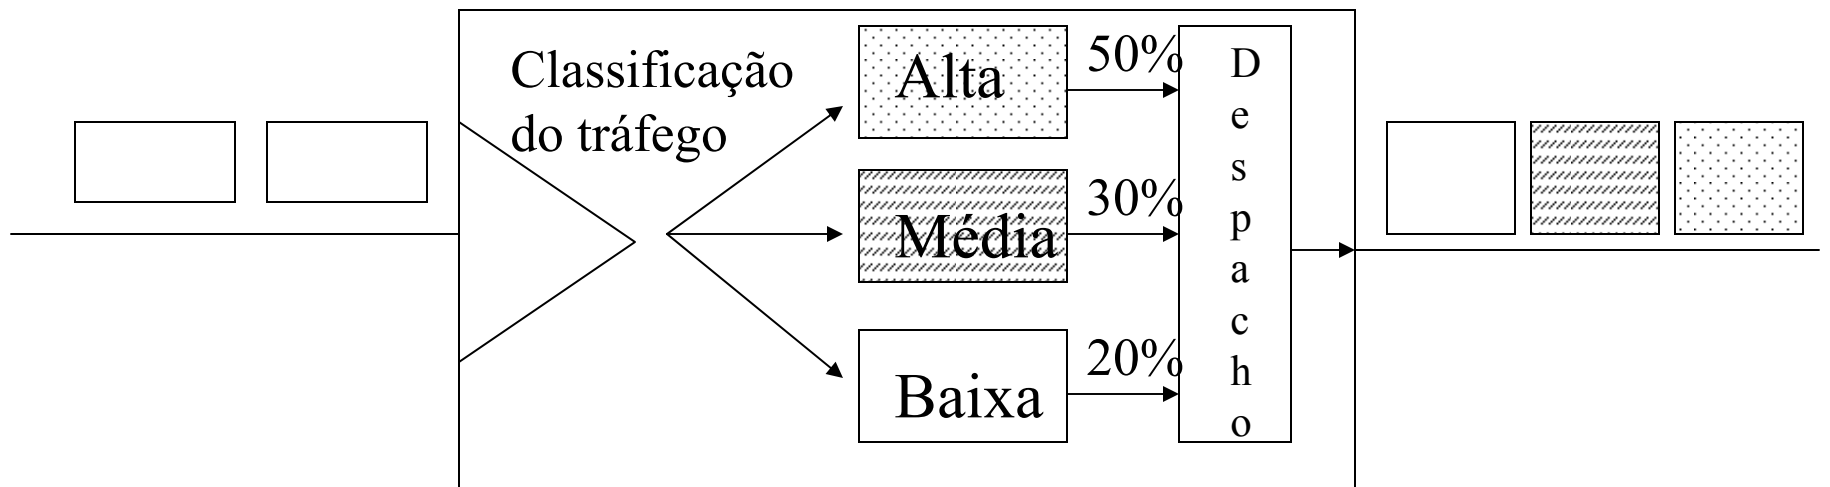 Classificação
do tráfego
Alta
50%
Média
30%
Baixa
20%
D
e
s
p
a
c
h
o